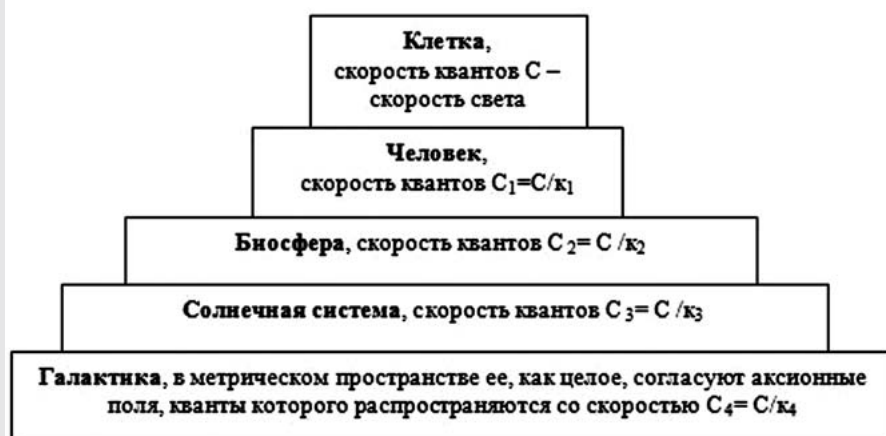 Клетка,
скорость квантов С –
скорость света
Человек,
скорость квантов С₁=С/к₁
Биосфера, скорость квантов С₂= С /к₂
Солнечная система, скорость квантов С₃= С /к₃
Галактика, в метрическом пространстве ее, как целое, согласуют аксионные
поля, кванты которого распространяются со скоростью С₄= С/к₄